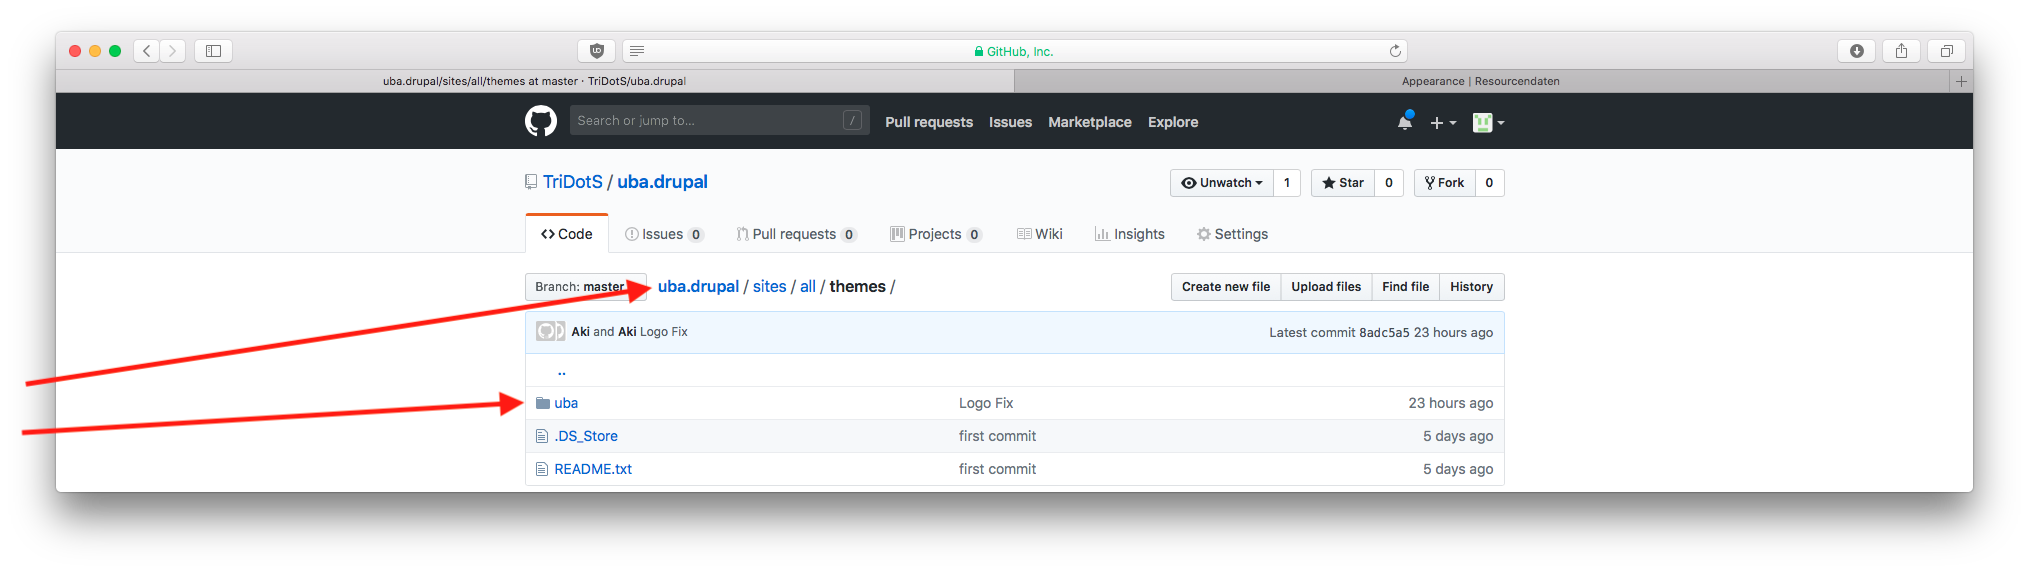 GitHub, Inc.
uba.drupal/sites/all/themes at master · TriDotS/uba.drupal
Appearance | Resourcendaten
Search or jump to... /
Pull requests Issues Marketplace Explore
TriDotS / uba.drupal
Unwatch 1 Star 0 Fork 0
Code Issues 0 Pull requests 0 Projects 0 Wiki Insights Settings
Branch: master uba.drupal / sites / all / themes / Create new file Upload files Find file History
Aki and Aki Logo Fix Latest commit 8adc5a5 23 hours ago
..
uba Logo Fix 23 hours ago
.DS_Store first commit 5 days ago
README.txt first commit 5 days ago